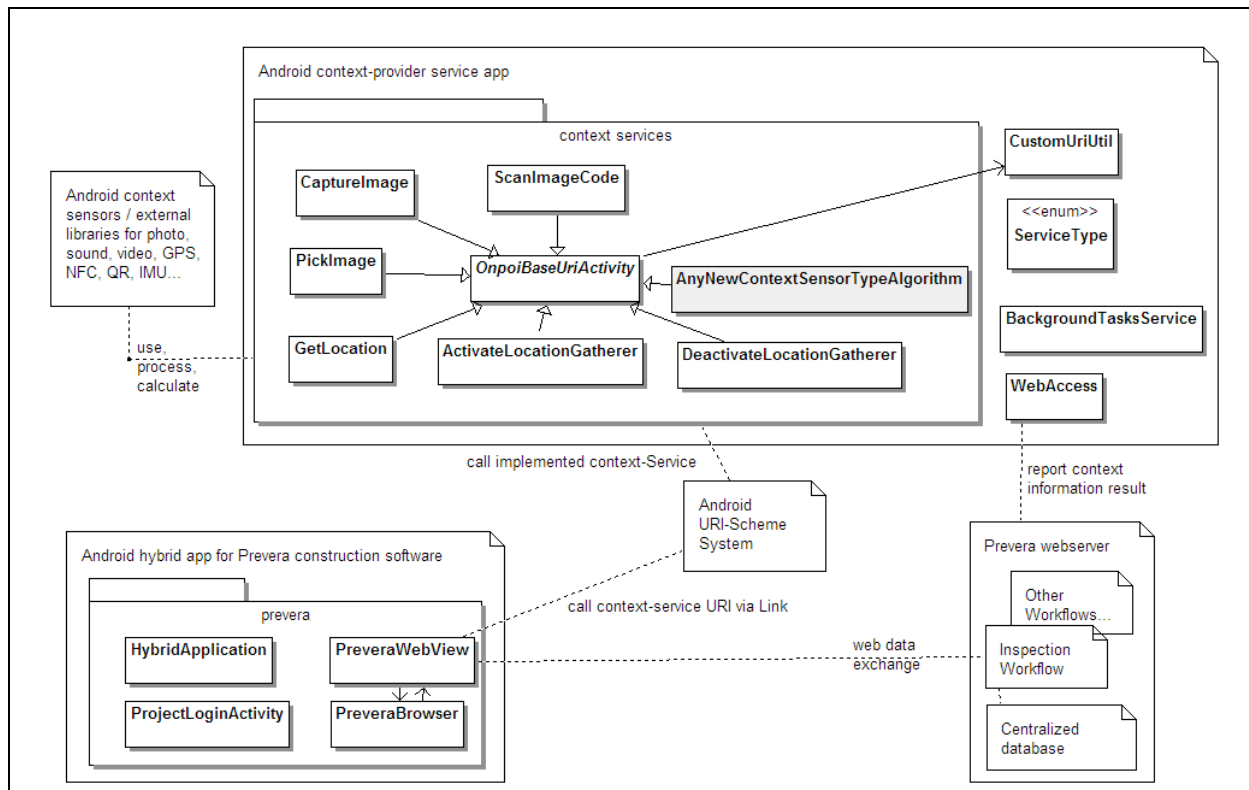 Android context-provider service app
context services
CustomUriUtil
ScanImageCode
CaptureImage
Android context
sensors / external
libraries for photo,
sound, video, GPS,
NFC, QR, IMU...
<<enum>>
ServiceType
PickImage
OnpoiBaseUriActivity
AnyNewContextSensorTypeAlgorithm
BackgroundTasksService
GetLocation
ActivateLocationGatherer
DeactivateLocationGatherer
use,
process,
calculate
WebAccess
call implemented context-Service
report context
information result
Android
URI-Scheme
System
Android hybrid app for Prevera construction software
Prevera webserver
prevera
call context-service URI via Link
Other
Workflows...
HybridApplication
PreveraWebView
web data
exchange
Inspection
Workflow
ProjectLoginActivity
PreveraBrowser
Centralized
database